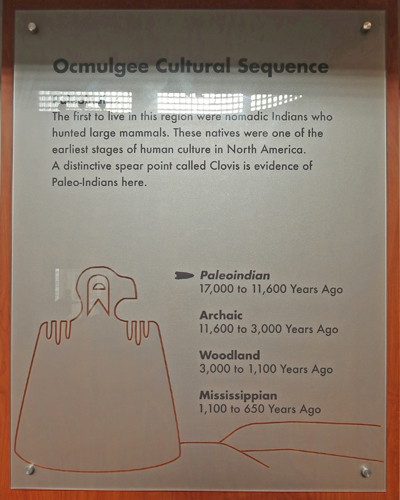 Ocmulgee Cultural Sequence
The first to live in this region were nomadic Indians who
hunted large mammals. These natives were one of the
earliest stages of human culture in North America.
A distinctive spear point called Clovis is evidence of
Paleo-Indians here.
Paleoindian
17,000 to 11,600 Years Ago
Archaic
11,600 to 3,000 Years Ago
Woodland
3,000 to 1,100 Years Ago
Mississippian
1,100 to 650 Years Ago